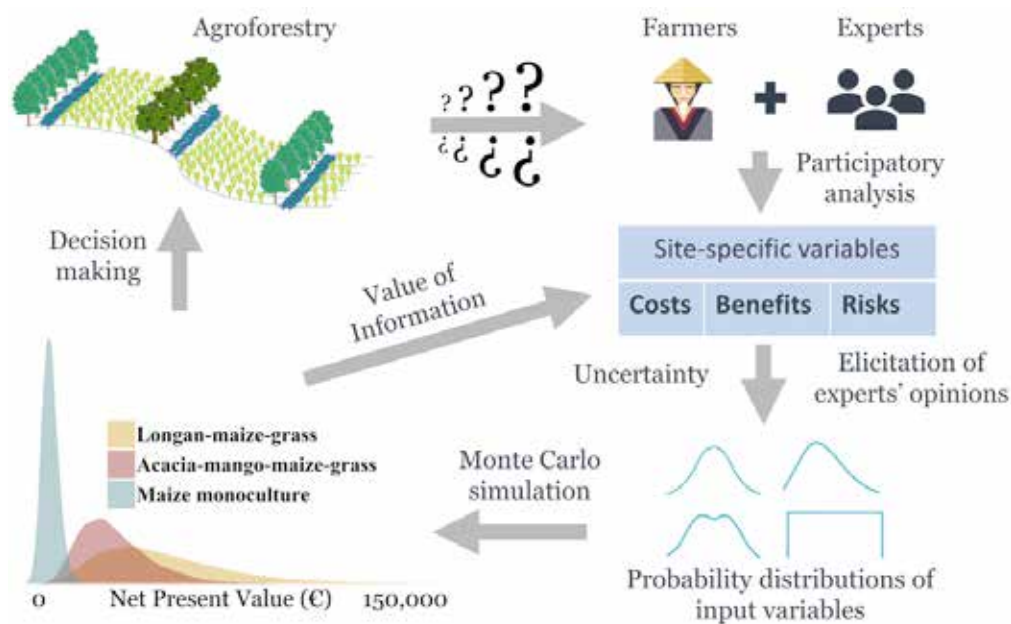 Agroforestry
Farmers
Experts
? ? ? ?
¿ ¿ ¿ ¿
Participatory
analysis
Decision
making
Site-specific variables
Costs Benefits Risks
Value of
Information
Uncertainty
Elicitation of
experts' opinions
Longan-maize-grass
Acacia-mango-maize-grass
Maize monoculture
Monte Carlo
simulation
0 Net Present Value (€) 150,000
Probability distributions of
input variables